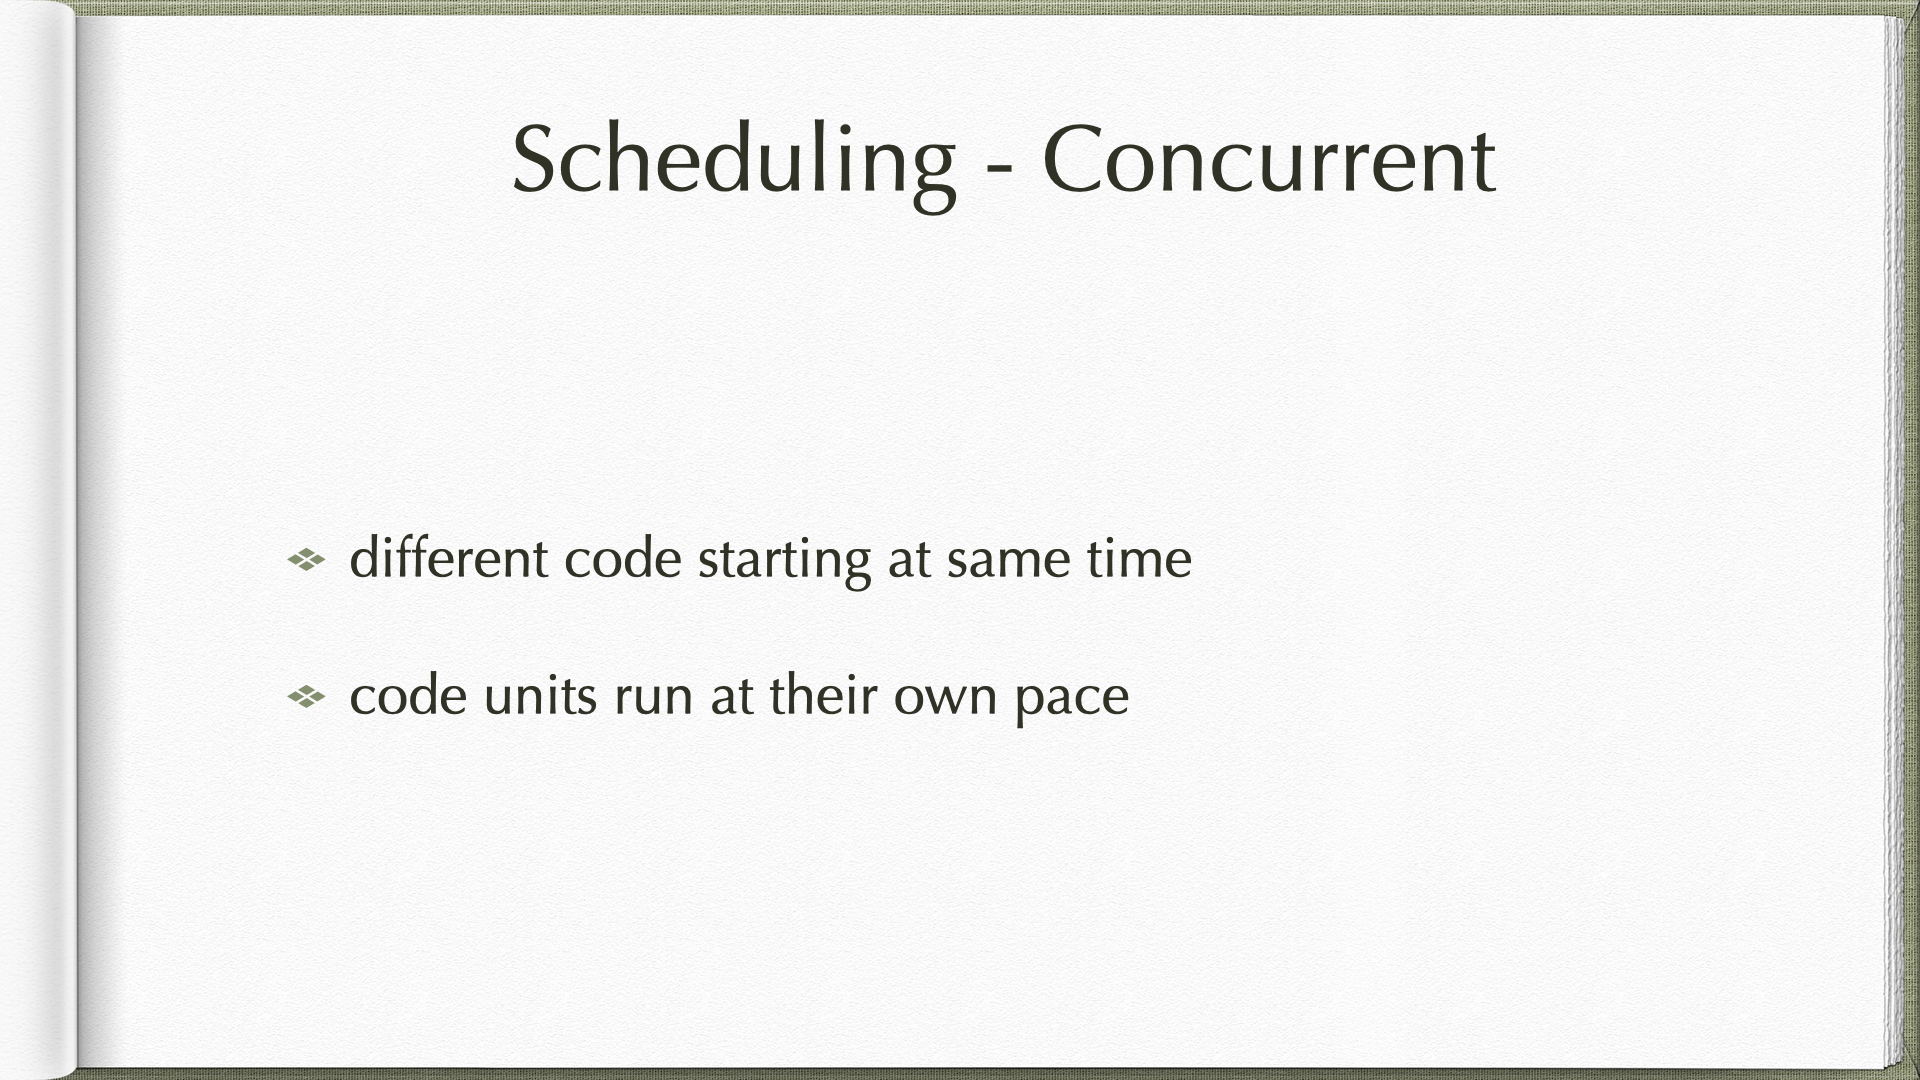 Scheduling - Concurrent
different code starting at same time
code units run at their own pace